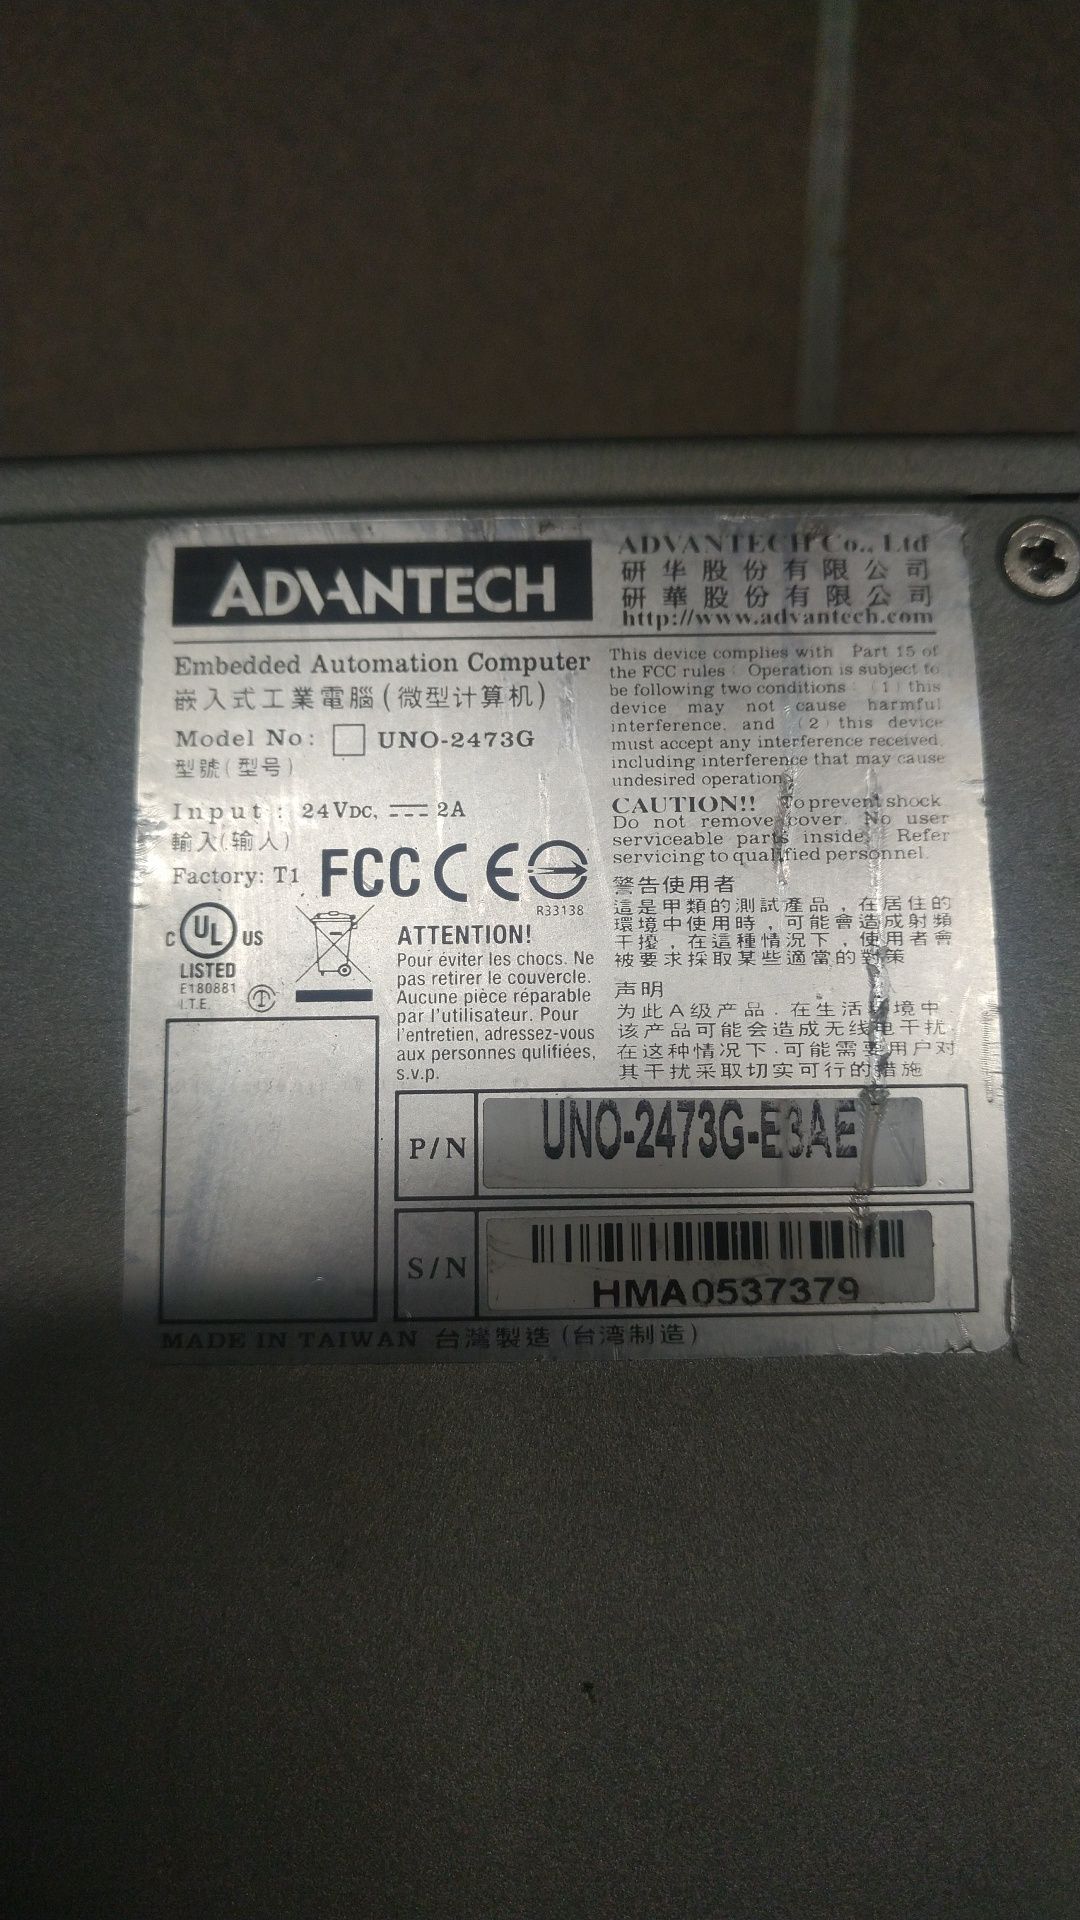 ADVANTECH
ADVANTECH Co., Ltd
研华股份有限公司
研華股份有限公司
http://www.advantech.com
Embedded Automation Computer
嵌入式工業電腦(微型计算机)
Model No: UNO-2473G
型號(型号)
Input : 24VDC, 2A
輸入(输人)
Factory: T1
FCC CE
R33138
C UL US
LISTED
E180881
I.T.E.
ATTENTION!
Pour éviter les chocs. Ne
pas retirer le couvercle.
Aucune pièce réparable
par l'utilisateur. Pour
l'entretien, adressez-vous
aux personnes qulifiées,
s.v.p.
This device complies with Part 15 of
the FCC rules : Operation is subject to
be following two conditions : (1) this
device may not cause harmful
interference, and (2) this device
must accept any interference received,
including interference that may cause
undesired operation.
CAUTION!! To prevent shock.
Do not remove cover. No user
serviceable parts inside. Refer
servicing to qualified personnel.
警告使用者
這是甲類的測試產品，在居住的
環境中使用時，可能會造成射頻
干擾，在這種情況下，使用者會
被要求採取某些適當的對策
声明
为此A级产品．在生活环境中
该产品可能会造成无线电干扰.
在这种情况下．可能需要用户对
其干扰采取切实可行的措施
P/N UNO-2473G-E3AE
S/N HMA0537379
MADE IN TAIWAN 台灣製造(台湾制造)